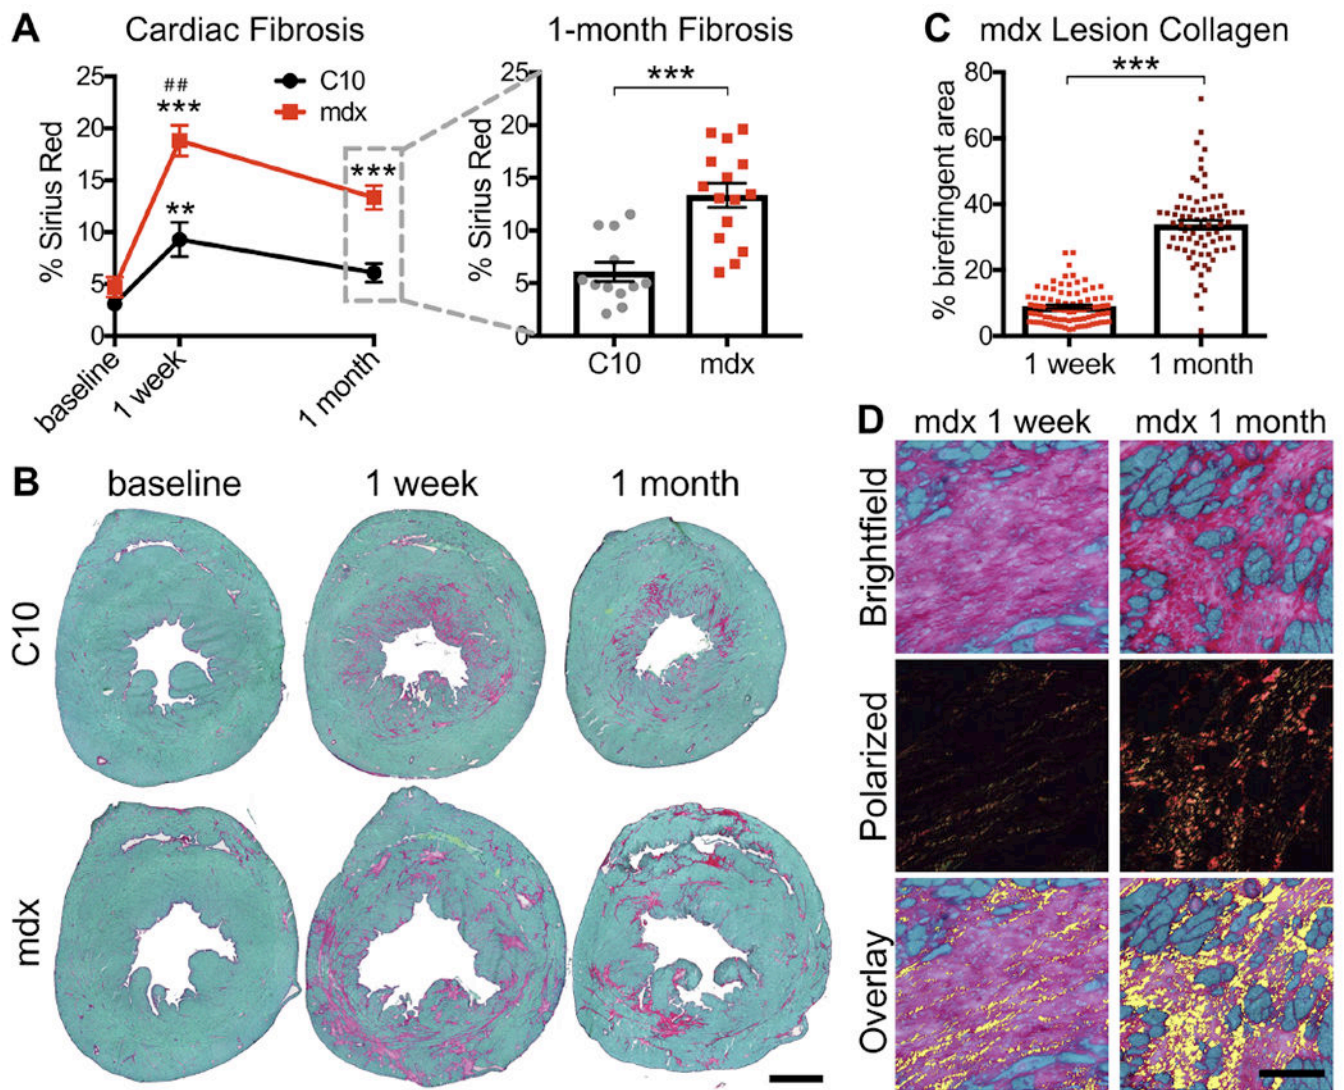 A
Cardiac Fibrosis
% Sirius Red
25
20
15
10
5
0
##
***
**
***
C10
mdx
baseline
1 week
1 month
1-month Fibrosis
% Sirius Red
25
20
15
10
5
0
***
C10
mdx
C
mdx Lesion Collagen
% birefringent area
80
60
40
20
0
***
1 week
1 month
B
baseline
1 week
1 month
C10
mdx
D
mdx 1 week
mdx 1 month
Brightfield
Polarized
Overlay